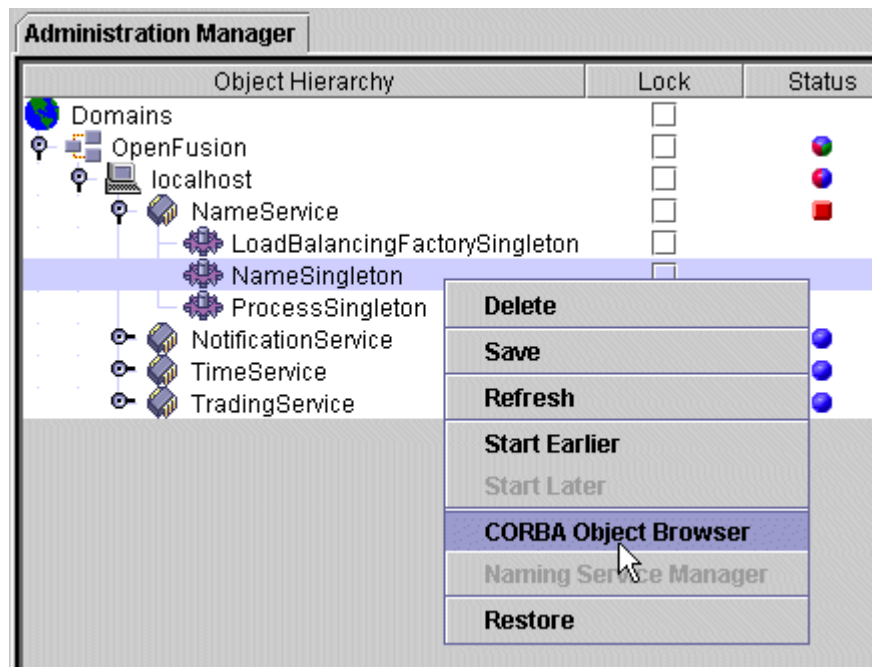 Administration Manager
Object Hierarchy Lock Status
Domains
OpenFusion
localhost
NameService
LoadBalancingFactorySingleton
NameSingleton
ProcessSingleton
NotificationService
TimeService
TradingService
Delete
Save
Refresh
Start Earlier
Start Later
CORBA Object Browser
Naming Service Manager
Restore